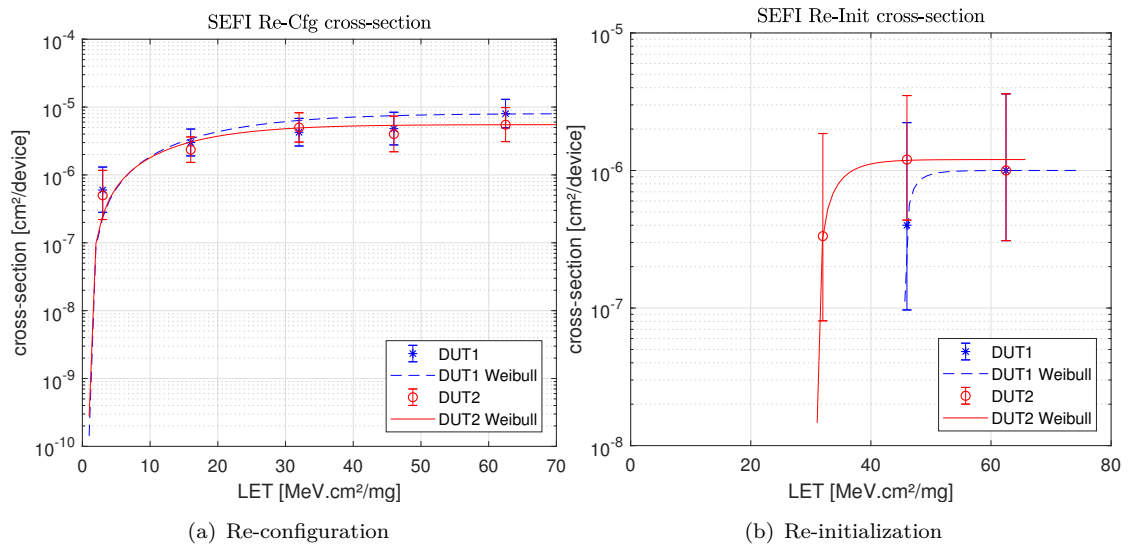 SEFI Re-Cfg cross-section
10^-4
10^-5
10^-6
10^-7
10^-8
10^-9
10^-10
cross-section [cm²/device]
0 10 20 30 40 50 60 70
LET [MeV.cm²/mg]
DUT1
DUT1 Weibull
DUT2
DUT2 Weibull
(a) Re-configuration
SEFI Re-Init cross-section
10^-5
10^-6
10^-7
10^-8
cross-section [cm²/device]
0 20 40 60 80
LET [MeV.cm²/mg]
DUT1
DUT1 Weibull
DUT2
DUT2 Weibull
(b) Re-initialization